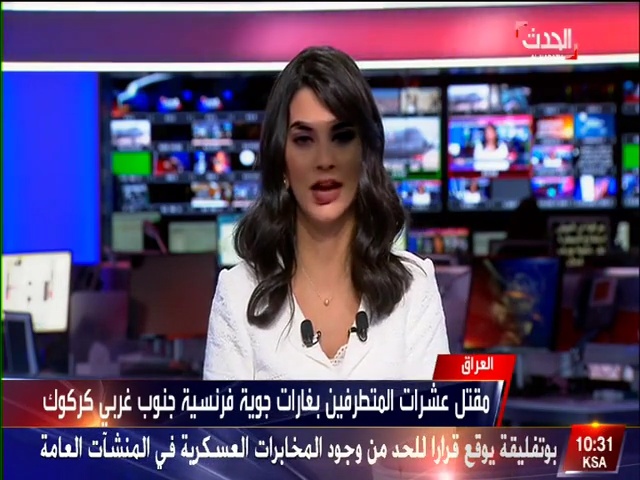 الحدث
العراق
مقتل عشرات المتطرفين بغارات جوية فرنسية جنوب غربي كركوك
بوتفليقة يوقع قرارا للحد من وجود المخابرات العسكرية في المنشآت العامة
10:31
KSA